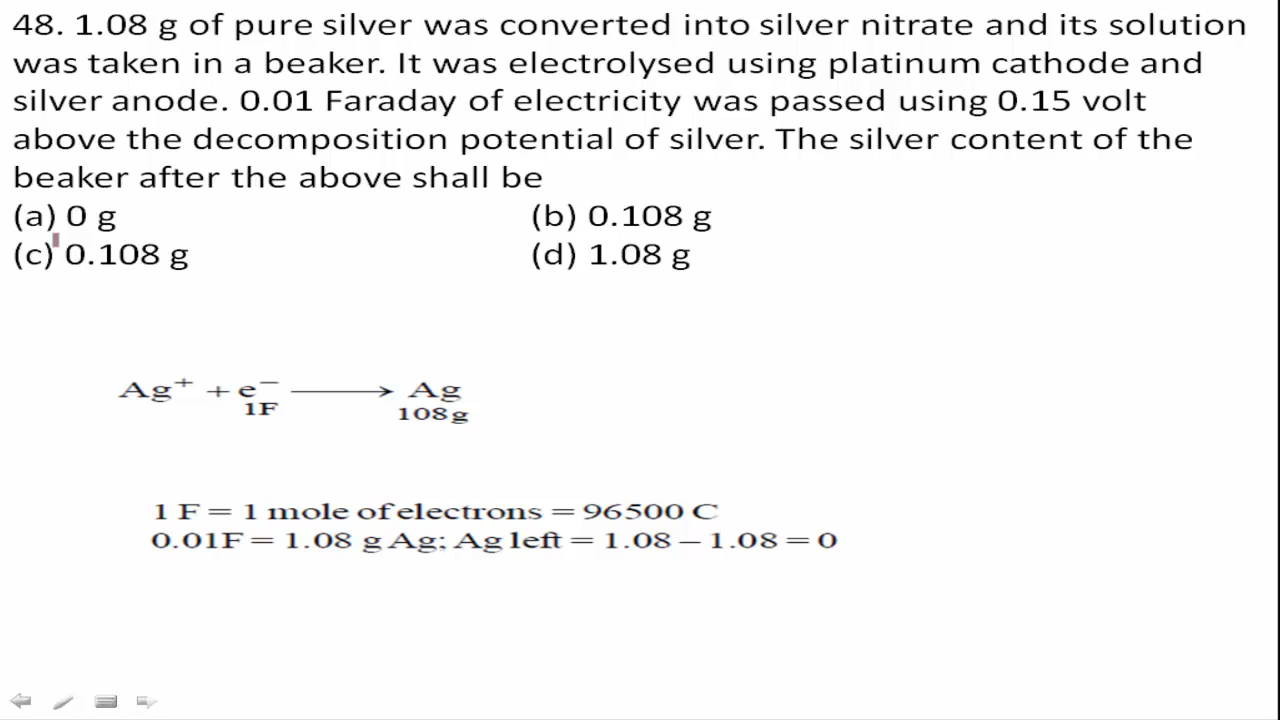 48. 1.08 g of pure silver was converted into silver nitrate and its solution
was taken in a beaker. It was electrolysed using platinum cathode and
silver anode. 0.01 Faraday of electricity was passed using 0.15 volt
above the decomposition potential of silver. The silver content of the
beaker after the above shall be
(a) 0 g (b) 0.108 g
(c) 0.108 g (d) 1.08 g
Ag⁺ + e⁻ ⟶ Ag
1F 108 g
1 F = 1 mole of electrons = 96500 C
0.01F = 1.08 g Ag; Ag left = 1.08 – 1.08 = 0